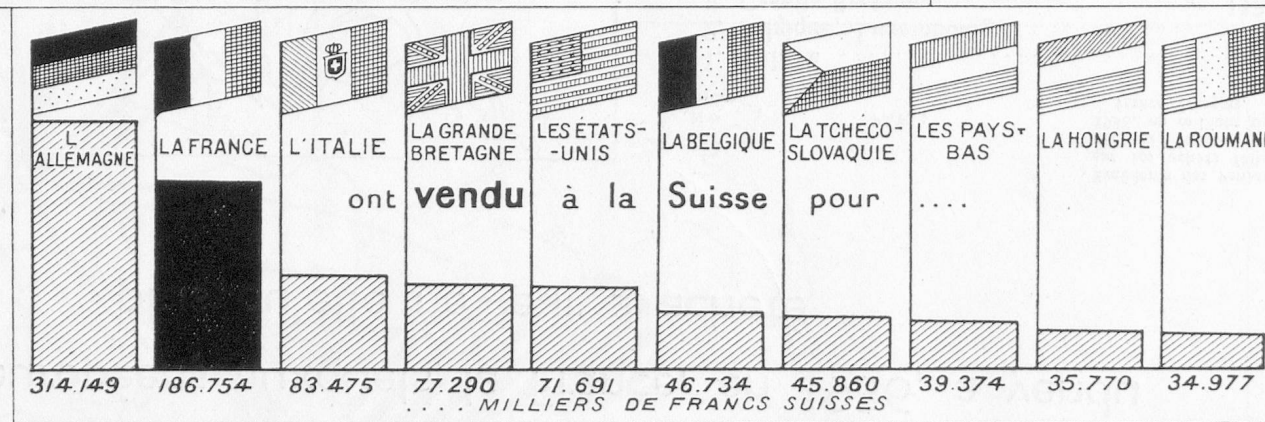 L'
ALLEMAGNE
LA FRANCE
L'ITALIE
LA GRANDE
BRETAGNE
LES ÉTATS-
-UNIS
LA BELGIQUE
LA TCHECO-
SLOVAQUIE
LES PAYS-
BAS
LA HONGRIE
LA ROUMANI
ont vendu à la Suisse pour ....
314.149 186.754 83.475 77.290 71.691 46.734 45.860 39.374 35.770 34.977
.... MILLIERS DE FRANCS SUISSES